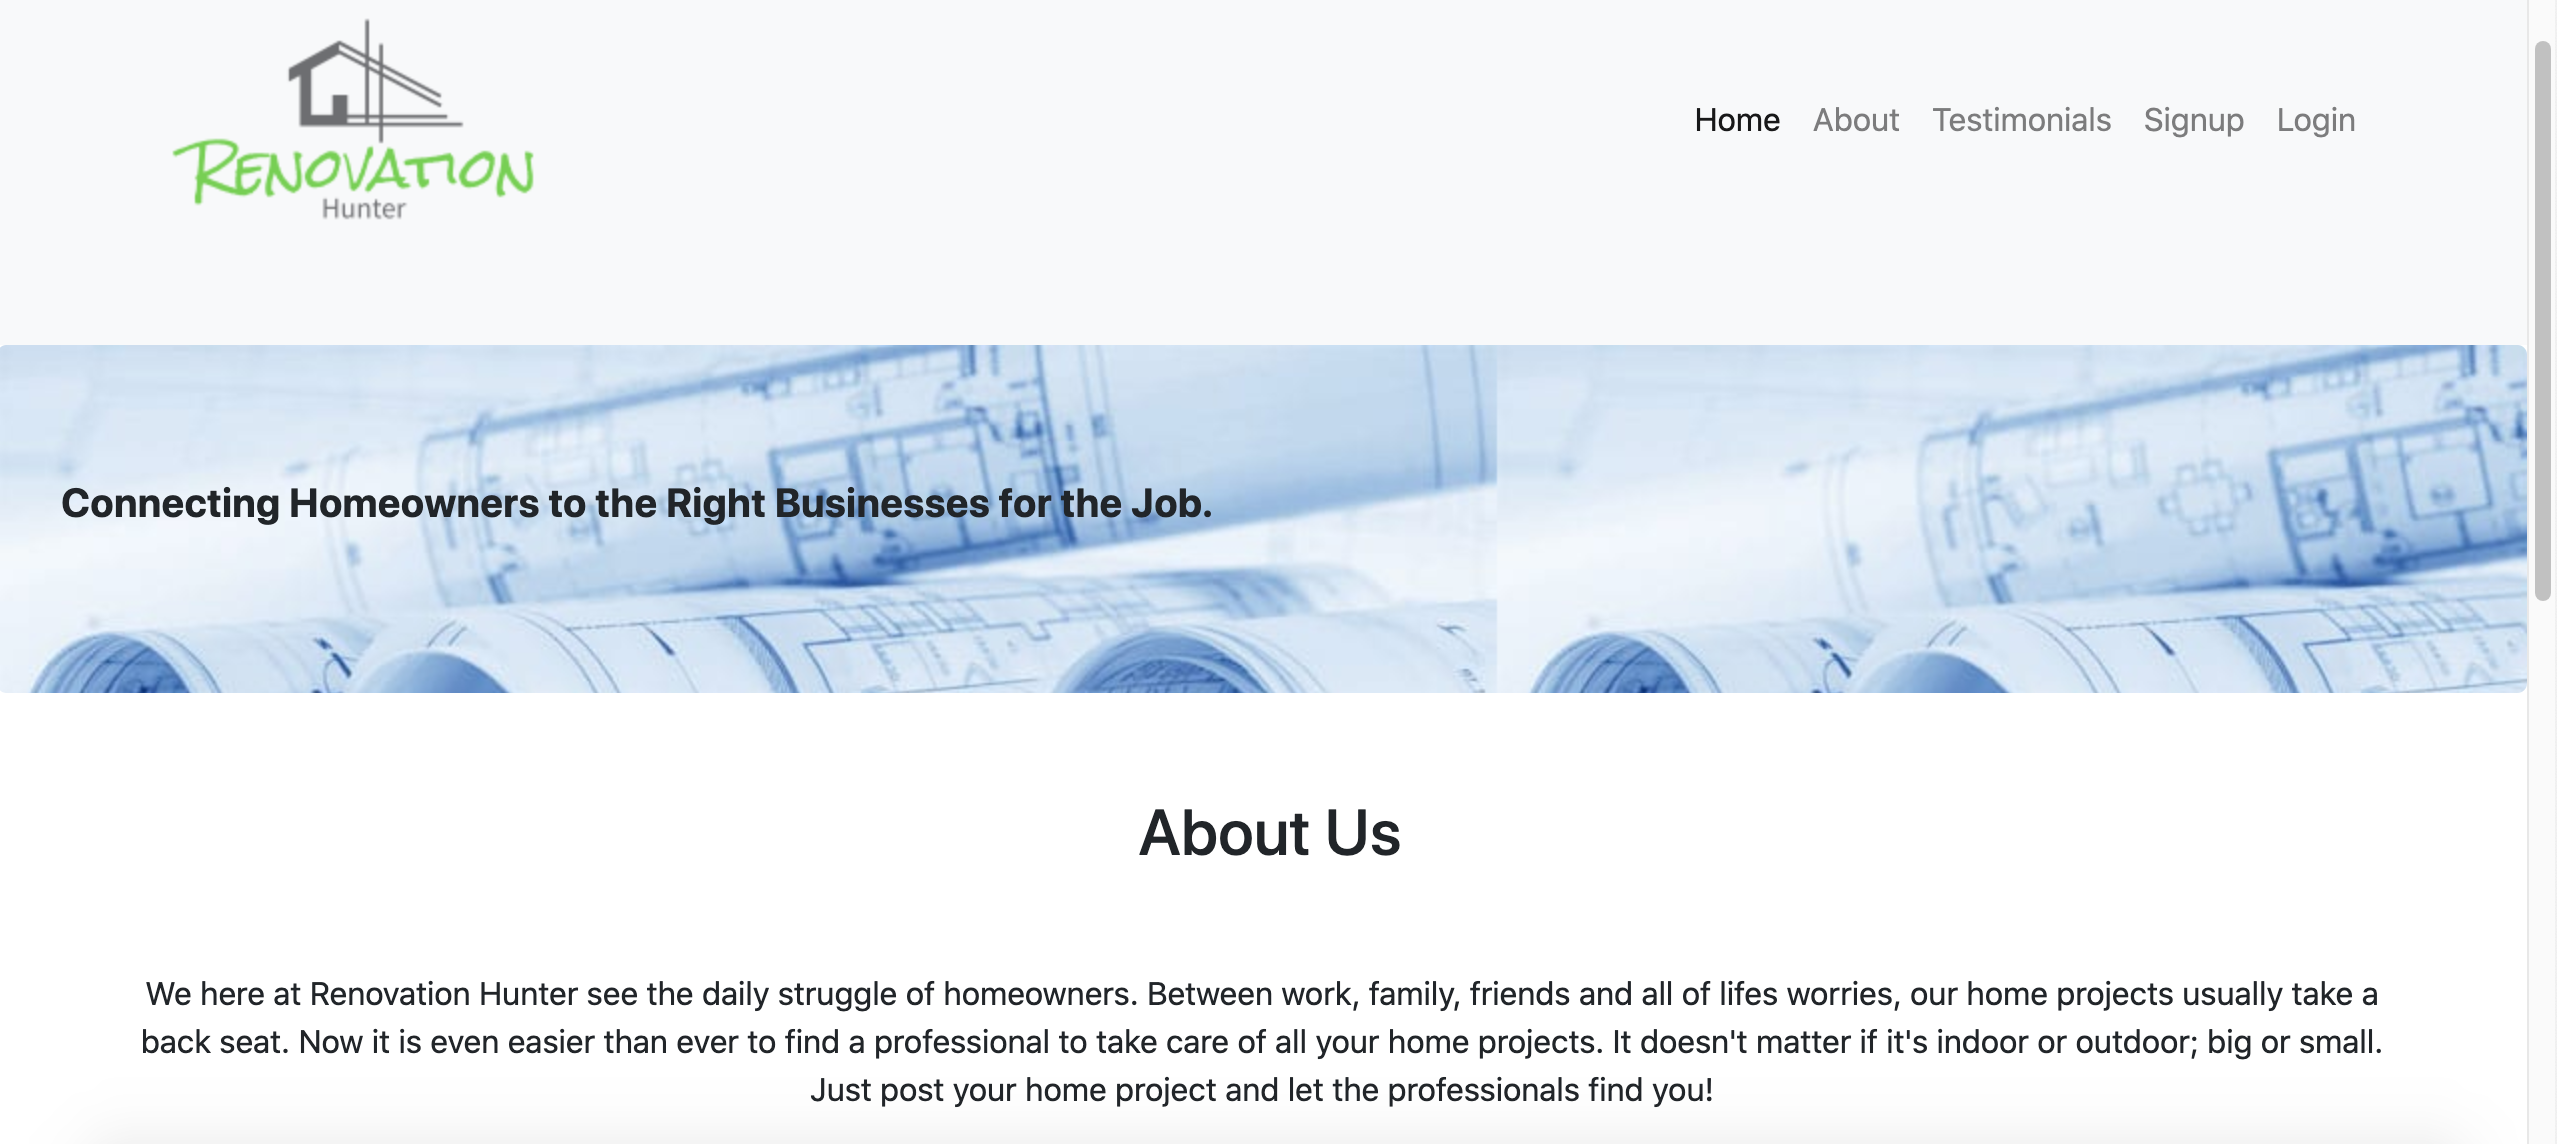 RENOVATION
Hunter
Home About Testimonials Signup Login
Connecting Homeowners to the Right Businesses for the Job.
About Us
We here at Renovation Hunter see the daily struggle of homeowners. Between work, family, friends and all of lifes worries, our home projects usually take a
back seat. Now it is even easier than ever to find a professional to take care of all your home projects. It doesn't matter if it's indoor or outdoor; big or small.
Just post your home project and let the professionals find you!